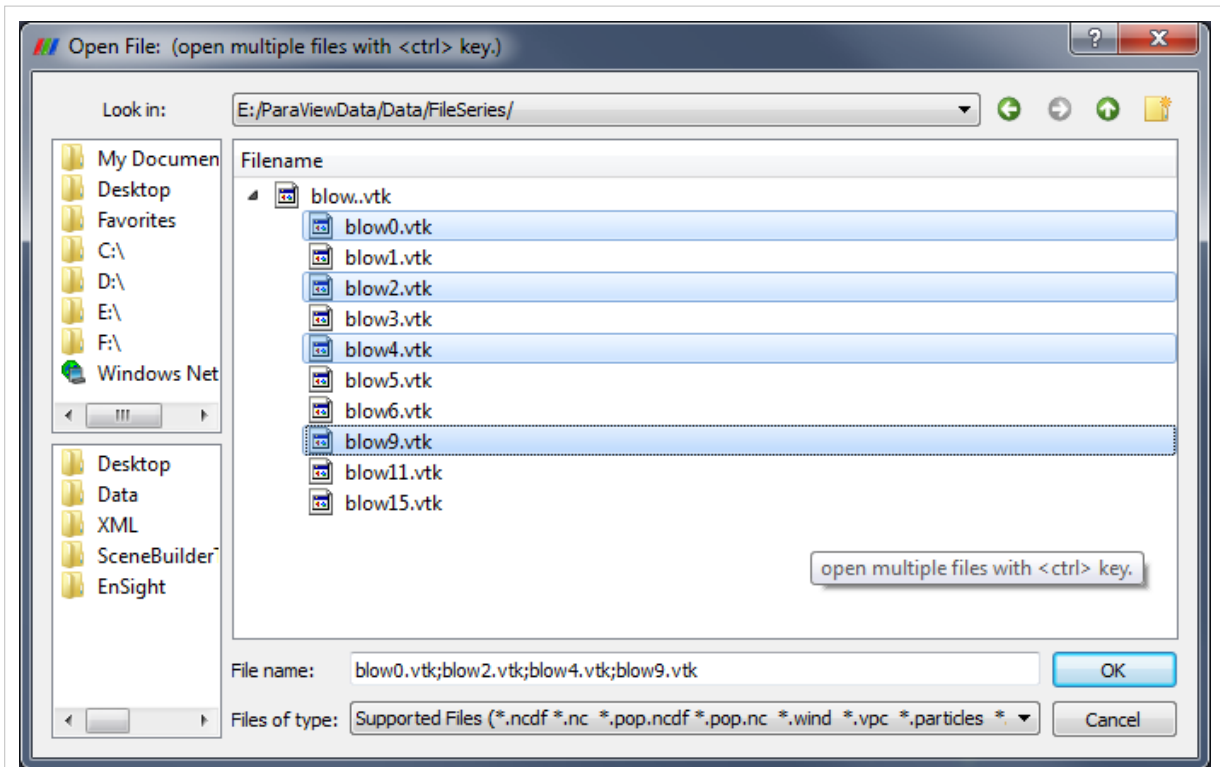 Open File: (open multiple files with <ctrl> key.)
Look in:
E:/ParaViewData/Data/FileSeries/
My Documen
Desktop
Favorites
C:\
D:\
E:\
F:\
Windows Net
Desktop
Data
XML
SceneBuilder
EnSight
Filename
blow..vtk
blow0.vtk
blow1.vtk
blow2.vtk
blow3.vtk
blow4.vtk
blow5.vtk
blow6.vtk
blow9.vtk
blow11.vtk
blow15.vtk
open multiple files with <ctrl> key.
File name:
blow0.vtk;blow2.vtk;blow4.vtk;blow9.vtk
OK
Files of type:
Supported Files (*.ncdf *.nc *.pop.ncdf *.pop.nc *.wind *.vpc *.particles *.
Cancel